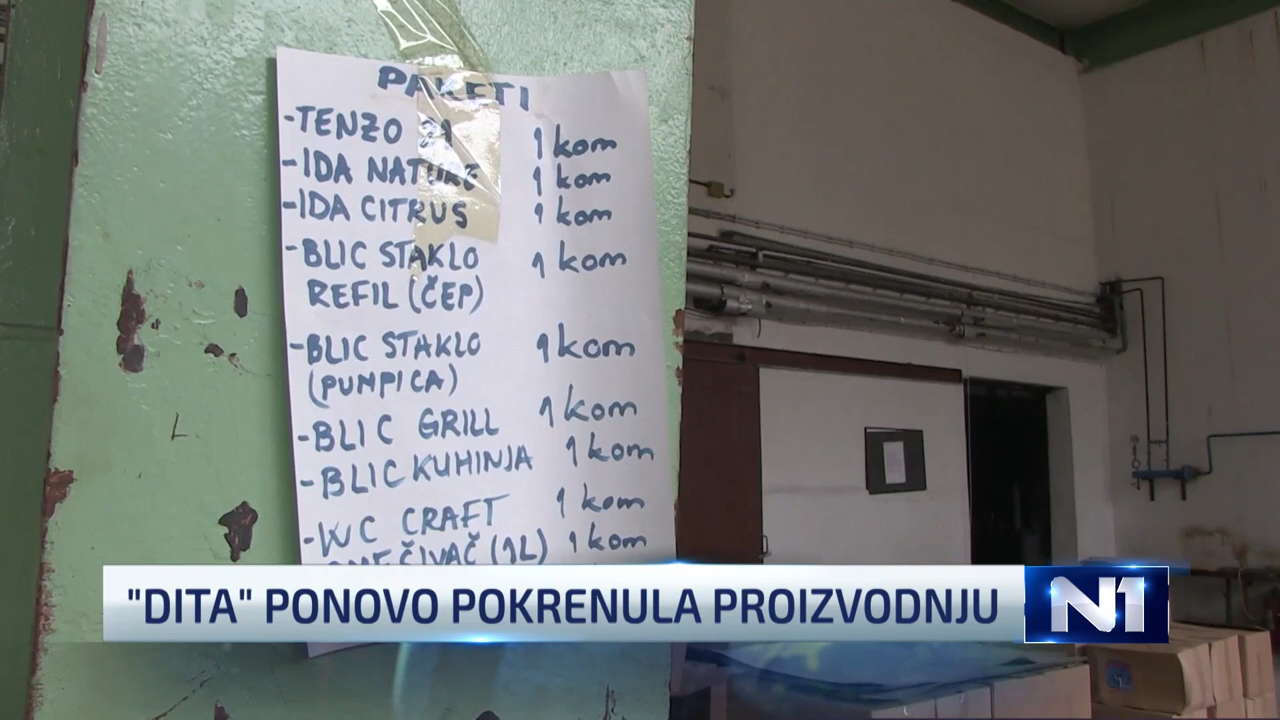 PAKETI
-TENZO 1 kom
-IDA NATURE 1 kom
-IDA CITRUS 1 kom
-BLIC STAKLO 1 kom
REFIL (ČEP)
-BLIC STAKLO 1 kom
(PUMPICA)
-BLIC GRILL 1 kom
-BLIC KUHINJA 1 kom
-WC CRAFT 1 kom
(1L) 1 kom
"DITA" PONOVO POKRENULA PROIZVODNJU
N1